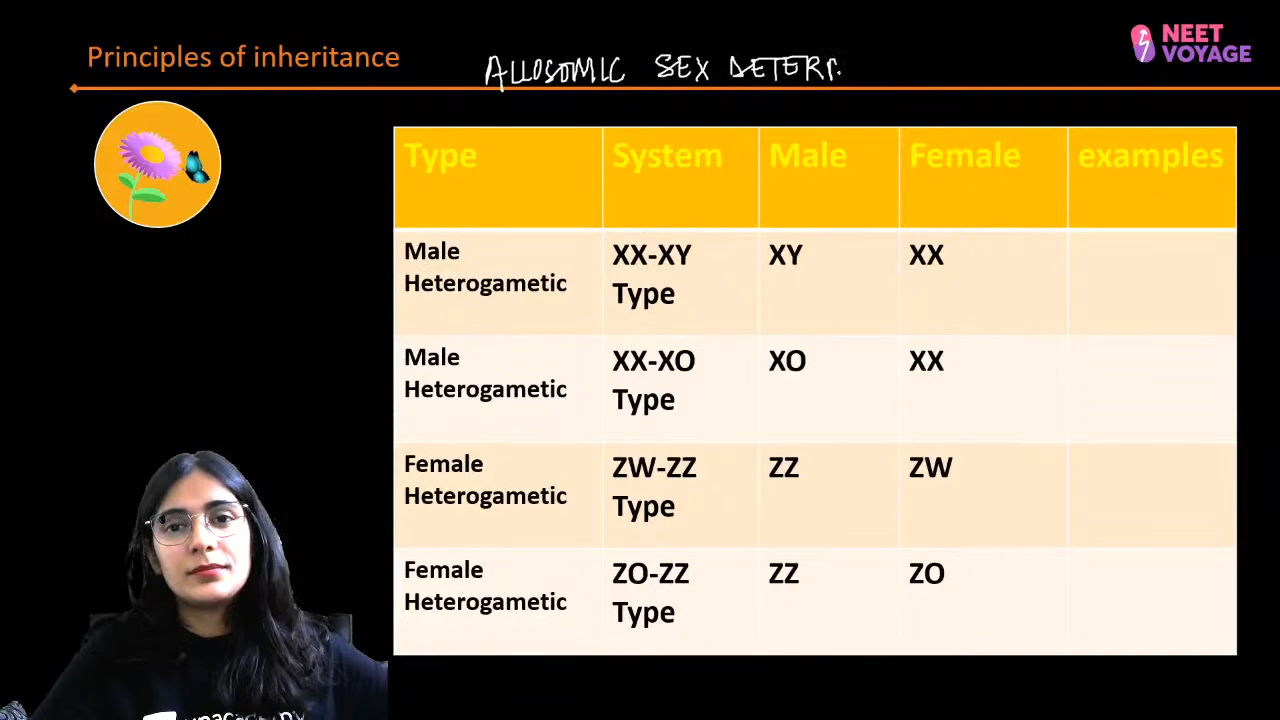 Principles of inheritance
ALLOSOMIC SEX
NEET
VOYAGE
Type System Male Female examples
Male
Heterogametic
XX-XY
Type
XY
XX
Male
Heterogametic
XX-XO
Type
XO
XX
Female
Heterogametic
ZW-ZZ
Type
ZZ
ZW
Female
Heterogametic
ZO-ZZ
Type
ZZ
ZO